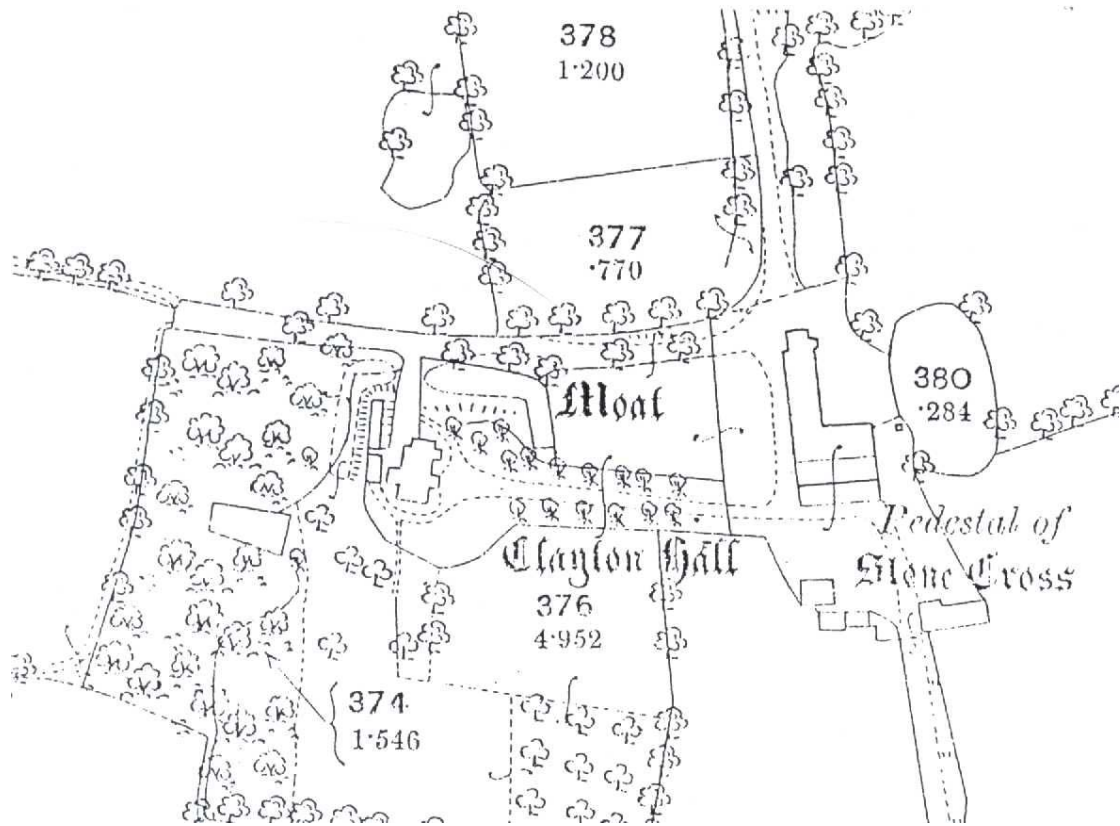 378
1·200
377
·770
Moat
380
·284
Pedestal of
Stone Cross
Clayton Hall
376
4·952
374
1·546